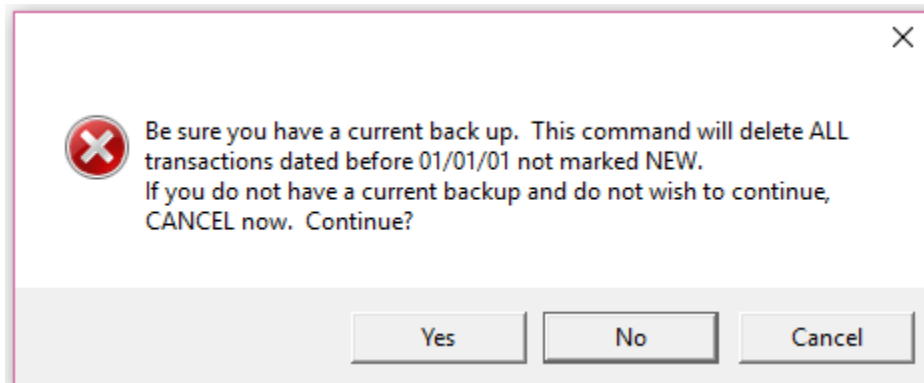 Be sure you have a current back up.  This command will delete ALL
transactions dated before 01/01/01 not marked NEW.
If you do not have a current backup and do not wish to continue,
CANCEL now.  Continue?
Yes
No
Cancel